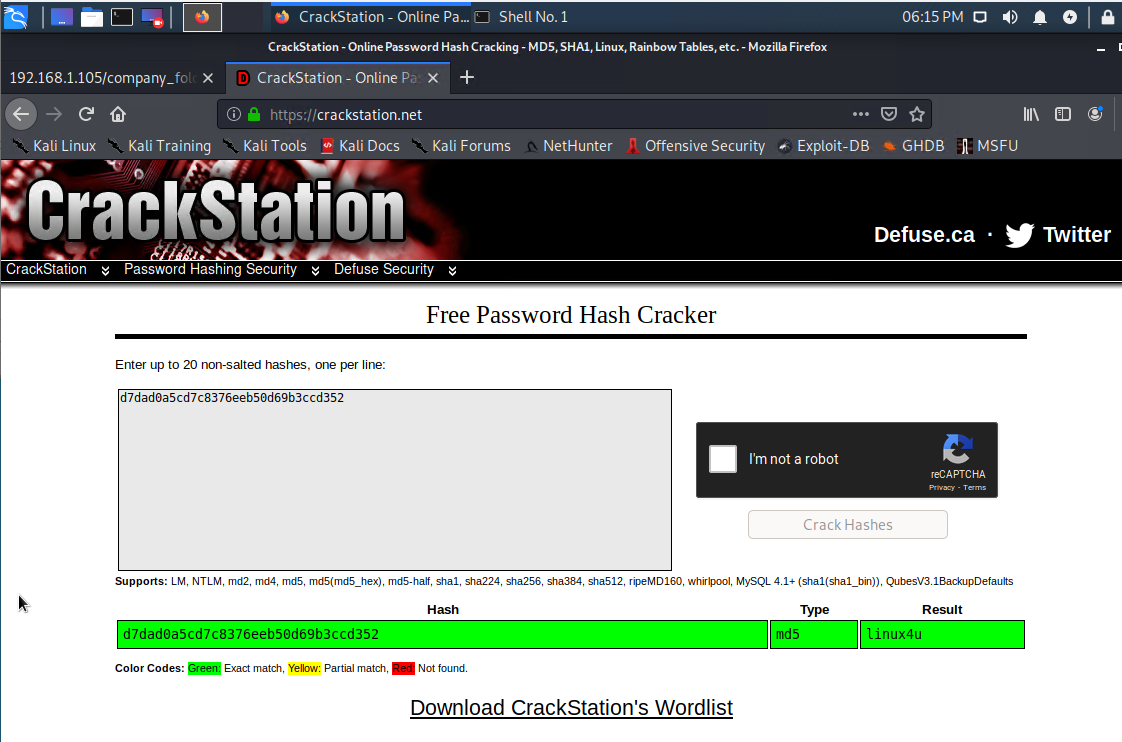 CrackStation - Online Pa... Shell No. 1 06:15 PM
CrackStation - Online Password Hash Cracking - MD5, SHA1, Linux, Rainbow Tables, etc. - Mozilla Firefox
192.168.1.105/company_fol CrackStation - Online Pas
https://crackstation.net
Kali Linux Kali Training Kali Tools Kali Docs Kali Forums NetHunter Offensive Security Exploit-DB GHDB MSFU
CrackStation
Defuse.ca · Twitter
CrackStation Password Hashing Security Defuse Security
Free Password Hash Cracker
Enter up to 20 non-salted hashes, one per line:
d7dad0a5cd7c8376eeb50d69b3ccd352
I'm not a robot
reCAPTCHA
Privacy - Terms
Crack Hashes
Supports: LM, NTLM, md2, md4, md5, md5(md5_hex), md5-half, sha1, sha224, sha256, sha384, sha512, ripeMD160, whirlpool, MySQL 4.1+ (sha1(sha1_bin)), QubesV3.1BackupDefaults
Hash Type Result
d7dad0a5cd7c8376eeb50d69b3ccd352 md5 linux4u
Color Codes: Green: Exact match, Yellow: Partial match, Red: Not found.
Download CrackStation's Wordlist